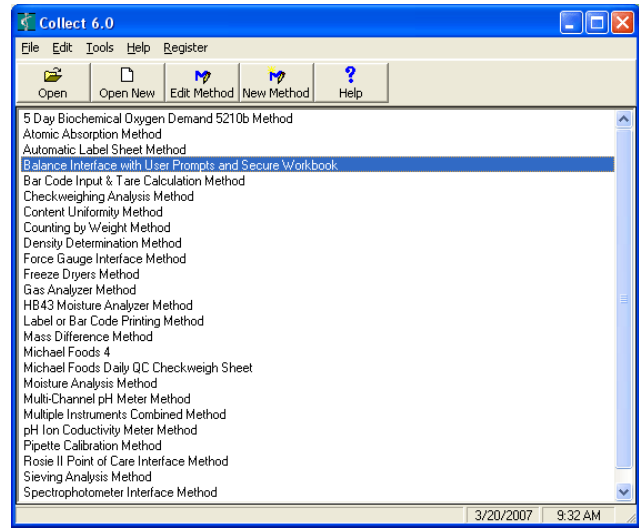 Collect 6.0
File Edit Tools Help Register
Open Open New Edit Method New Method Help
5 Day Biochemical Oxygen Demand 5210b Method
Atomic Absorption Method
Automatic Label Sheet Method
Balance Interface with User Prompts and Secure Workbook
Bar Code Input & Tare Calculation Method
Checkweighing Analysis Method
Content Uniformity Method
Counting by Weight Method
Density Determination Method
Force Gauge Interface Method
Freeze Dryers Method
Gas Analyzer Method
HB43 Moisture Analyzer Method
Label or Bar Code Printing Method
Mass Difference Method
Michael Foods 4
Michael Foods Daily QC Checkweigh Sheet
Moisture Analysis Method
Multi-Channel pH Meter Method
Multiple Instruments Combined Method
pH Ion Coductivity Meter Method
Pipette Calibration Method
Rosie II Point of Care Interface Method
Sieving Analysis Method
Spectrophotometer Interface Method
3/20/2007 9:32 AM